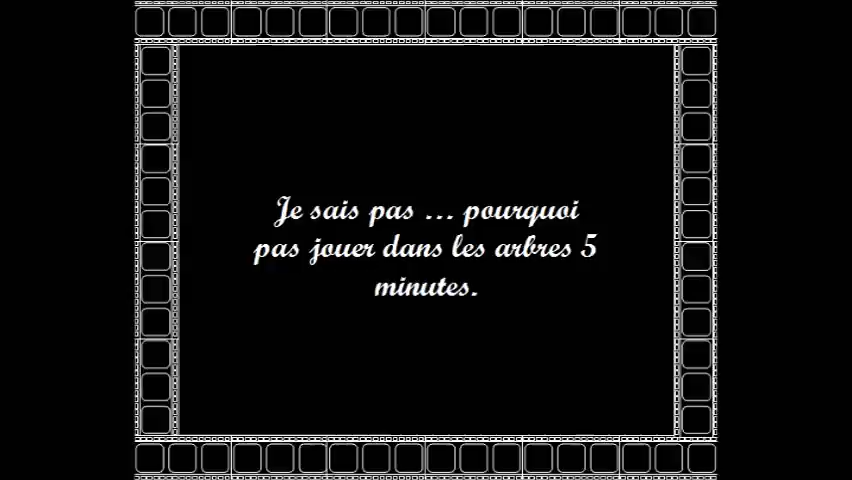 Je sais pas ... pourquoi
pas jouer dans les arbres 5
minutes.